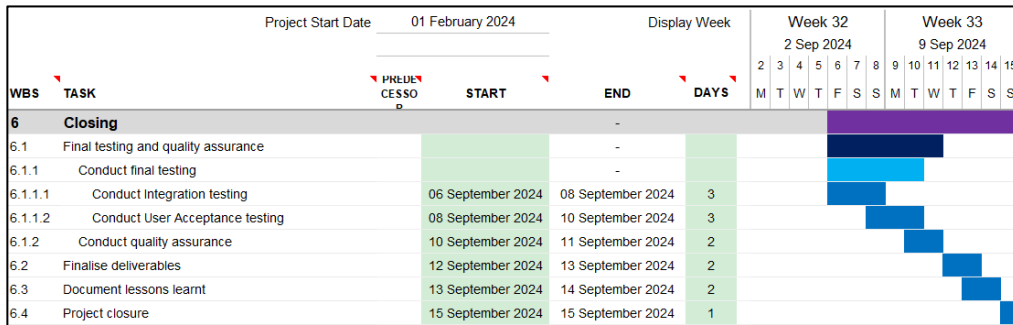 Project Start Date 01 February 2024 Display Week Week 32 Week 33
2 Sep 2024 9 Sep 2024
2 3 4 5 6 7 8 9 10 11 12 13 14 15
WBS TASK PREDE CESSO START END DAYS M T W T F S S M T W T F S S
6 Closing -
6.1 Final testing and quality assurance -
6.1.1 Conduct final testing -
6.1.1.1 Conduct Integration testing 06 September 2024 08 September 2024 3
6.1.1.2 Conduct User Acceptance testing 08 September 2024 10 September 2024 3
6.1.2 Conduct quality assurance 10 September 2024 11 September 2024 2
6.2 Finalise deliverables 12 September 2024 13 September 2024 2
6.3 Document lessons learnt 13 September 2024 14 September 2024 2
6.4 Project closure 15 September 2024 15 September 2024 1